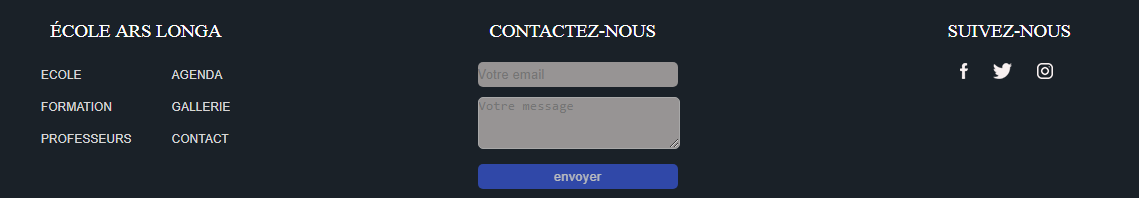 ÉCOLE ARS LONGA
ECOLE
AGENDA
FORMATION
GALLERIE
PROFESSEURS
CONTACT
CONTACTEZ-NOUS
Votre email
Votre message
envoyer
SUIVEZ-NOUS